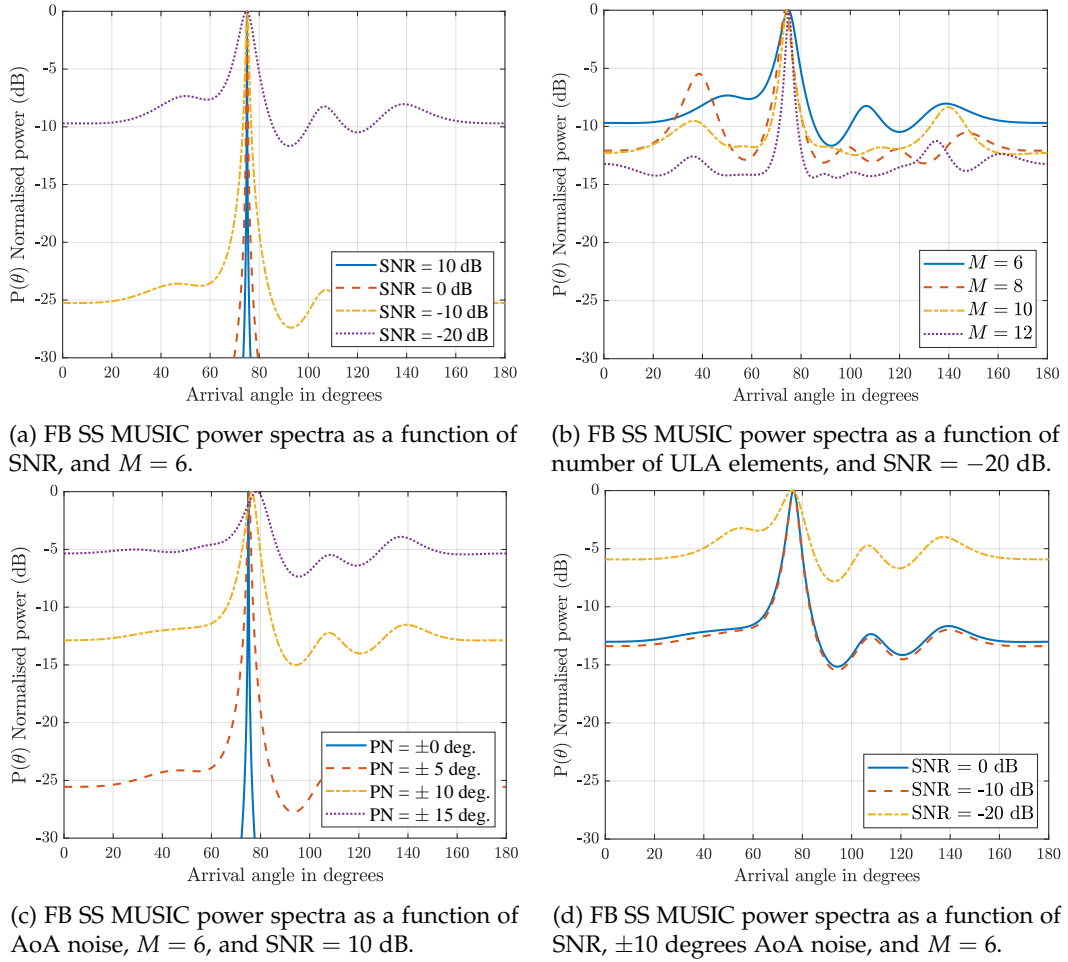 0
-5
-10
-15
-20
-25
-30
P(θ) Normalised power (dB)
0 20 40 60 80 100 120 140 160 180
Arrival angle in degrees
SNR = 10 dB
SNR = 0 dB
SNR = -10 dB
SNR = -20 dB
(a) FB SS MUSIC power spectra as a function of
SNR, and M = 6.
0
-5
-10
-15
-20
-25
-30
P(θ) Normalised power (dB)
0 20 40 60 80 100 120 140 160 180
Arrival angle in degrees
M = 6
M = 8
M = 10
M = 12
(b) FB SS MUSIC power spectra as a function of
number of ULA elements, and SNR = −20 dB.
0
-5
-10
-15
-20
-25
-30
P(θ) Normalised power (dB)
0 20 40 60 80 100 120 140 160 180
Arrival angle in degrees
PN = ±0 deg.
PN = ± 5 deg.
PN = ± 10 deg.
PN = ± 15 deg.
(c) FB SS MUSIC power spectra as a function of
AoA noise, M = 6, and SNR = 10 dB.
0
-5
-10
-15
-20
-25
-30
P(θ) Normalised power (dB)
0 20 40 60 80 100 120 140 160 180
Arrival angle in degrees
SNR = 0 dB
SNR = -10 dB
SNR = -20 dB
(d) FB SS MUSIC power spectra as a function of
SNR, ±10 degrees AoA noise, and M = 6.